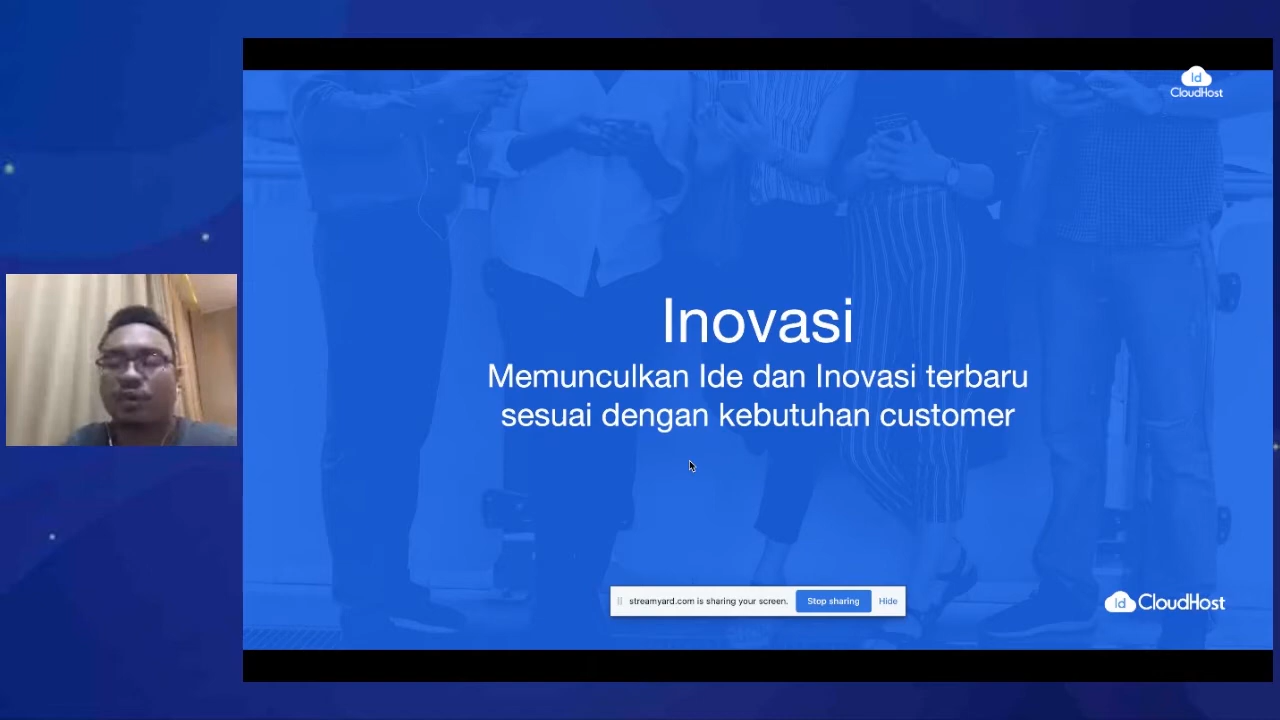 Id
CloudHost
Inovasi
Memunculkan Ide dan Inovasi terbaru
sesuai dengan kebutuhan customer
streamyard.com is sharing your screen. Stop sharing Hide
Id CloudHost